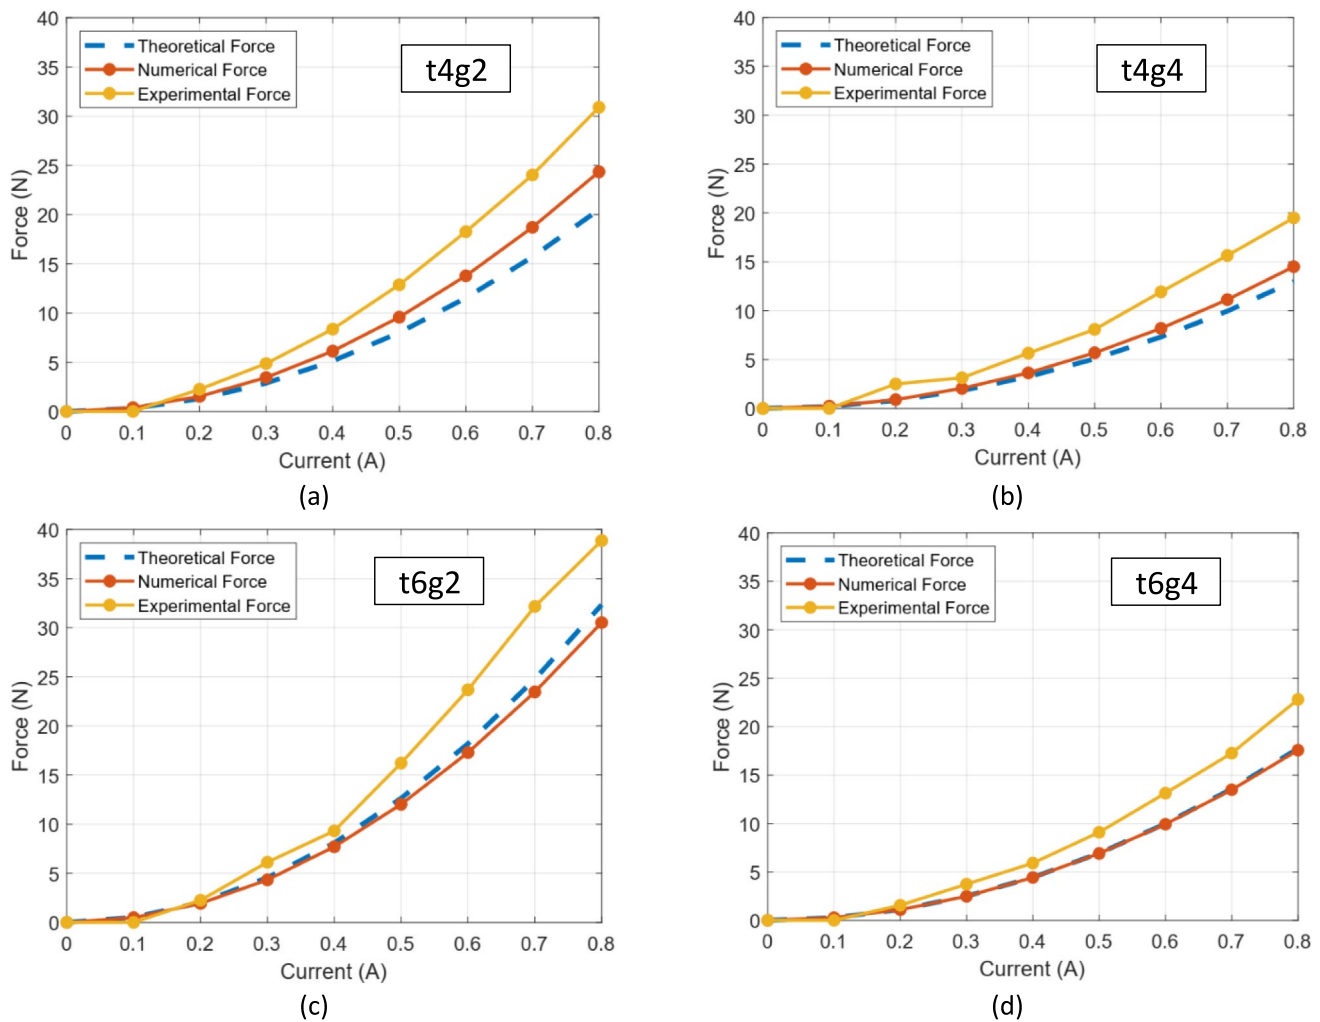 40
35
30
25
20
15
10
5
0
Force (N)
Theoretical Force
Numerical Force
Experimental Force
t4g2
0 0.1 0.2 0.3 0.4 0.5 0.6 0.7 0.8
Current (A)
(a)
40
35
30
25
20
15
10
5
0
Force (N)
Theoretical Force
Numerical Force
Experimental Force
t4g4
0 0.1 0.2 0.3 0.4 0.5 0.6 0.7 0.8
Current (A)
(b)
40
35
30
25
20
15
10
5
0
Force (N)
Theoretical Force
Numerical Force
Experimental Force
t6g2
0 0.1 0.2 0.3 0.4 0.5 0.6 0.7 0.8
Current (A)
(c)
40
35
30
25
20
15
10
5
0
Force (N)
Theoretical Force
Numerical Force
Experimental Force
t6g4
0 0.1 0.2 0.3 0.4 0.5 0.6 0.7 0.8
Current (A)
(d)